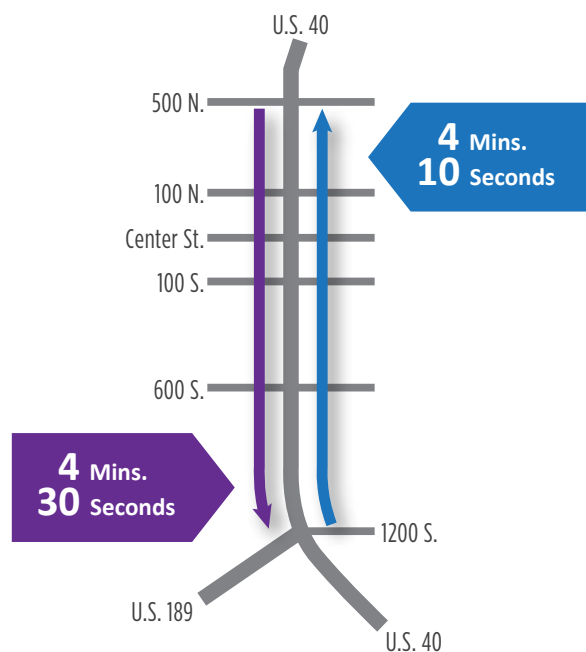 U.S. 40
500 N.
4 Mins.
10 Seconds
100 N.
Center St.
100 S.
600 S.
4 Mins.
30 Seconds
1200 S.
U.S. 189
U.S. 40